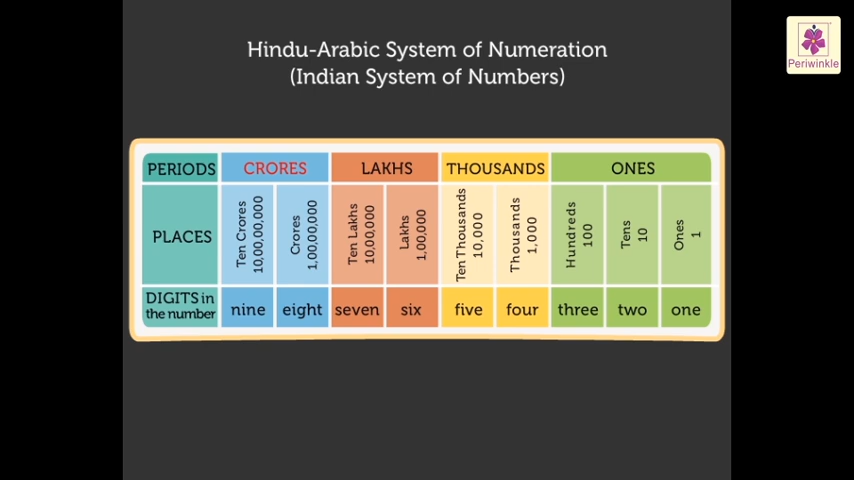 Hindu-Arabic System of Numeration
(Indian System of Numbers)
Periwinkle
PERIODS CRORES LAKHS THOUSANDS ONES
PLACES
Ten Crores
10,00,00,000
Crores
1,00,00,000
Ten Lakhs
10,00,000
Lakhs
1,00,000
Ten Thousands
10,000
Thousands
1,000
Hundreds
100
Tens
10
Ones
1
DIGITS in
the number
nine eight seven six five four three two one